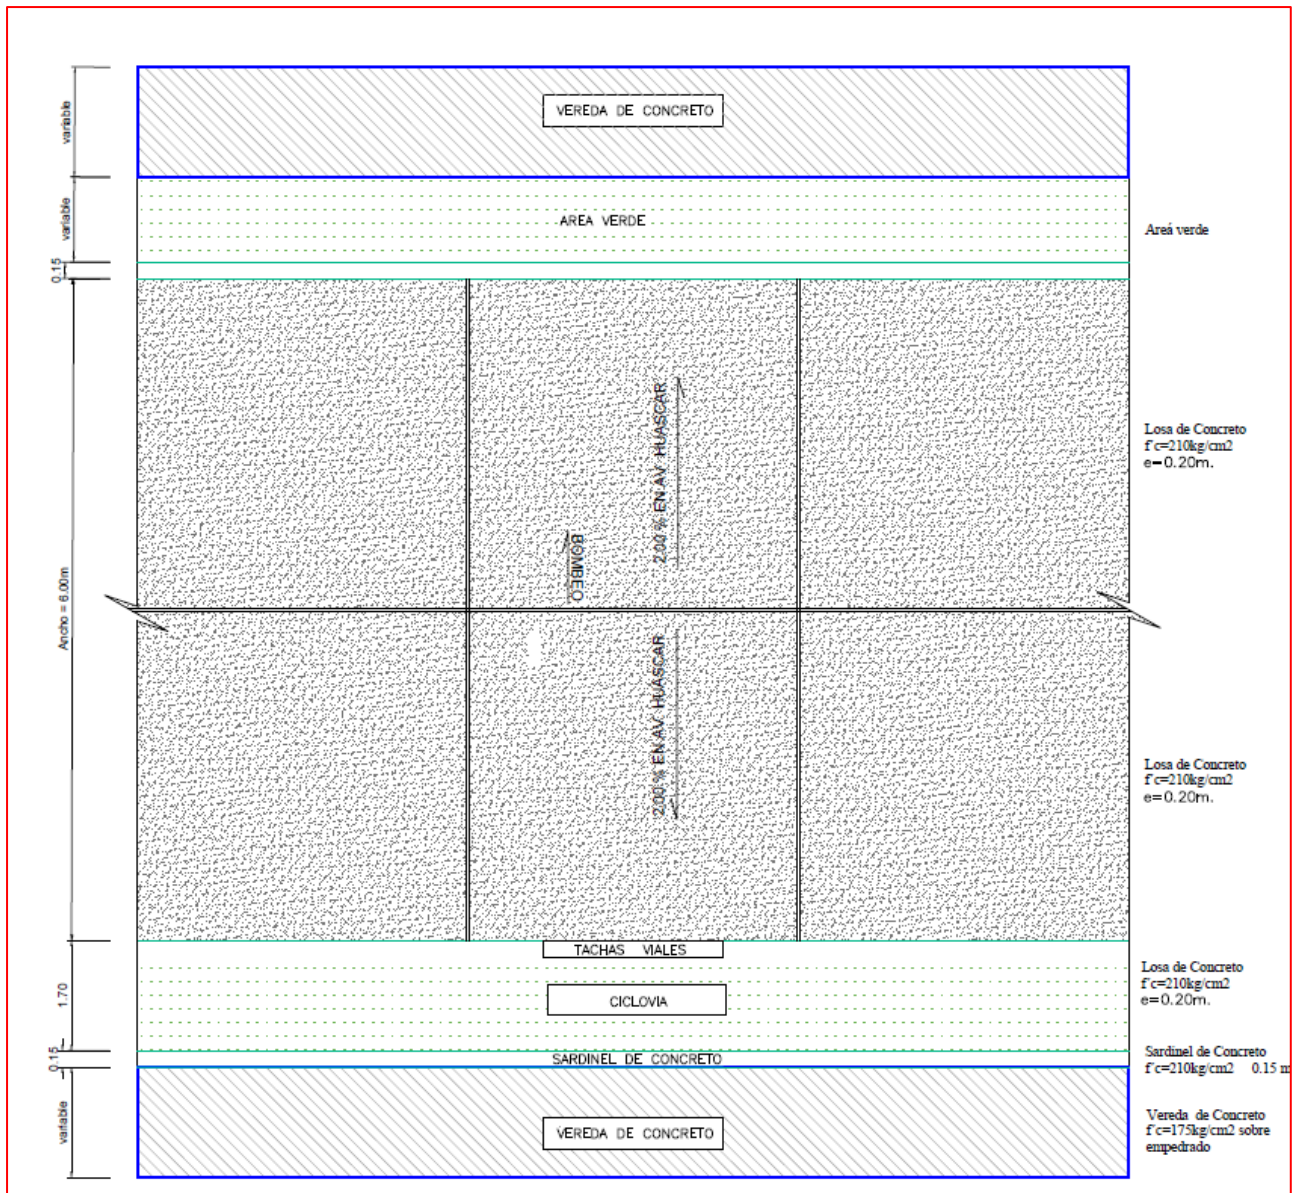 variable
VEREDA DE CONCRETO
variable
AREA VERDE
Areá verde
0.15
2.00 % EN AV HUASCAR
Losa de Concreto
f'c=210kg/cm2
e=0.20m.
BOMBEO
Ancho = 6.00m
2.00 % EN AV HUASCAR
Losa de Concreto
f'c=210kg/cm2
e=0.20m.
TACHAS VIALES
1.70
CICLOVIA
Losa de Concreto
f'c=210kg/cm2
e=0.20m.
0.15
SARDINEL DE CONCRETO
Sardinel de Concreto
f'c=210kg/cm2 0.15 m
variable
VEREDA DE CONCRETO
Vereda de Concreto
f'c=175kg/cm2 sobre
empedrado